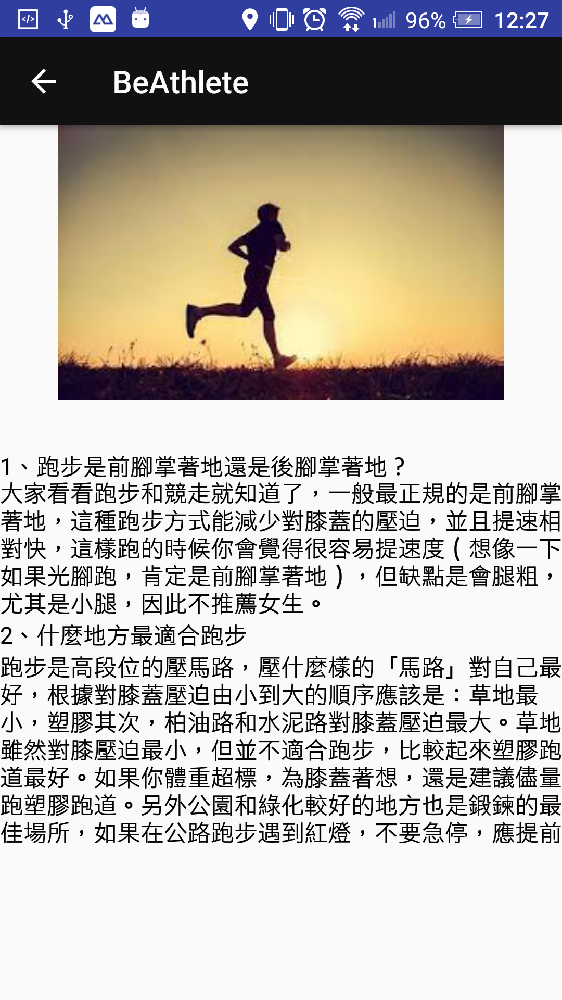 96% 12:27
BeAthlete
1、跑步是前腳掌著地還是後腳掌著地？
大家看看跑步和競走就知道了，一般最正規的是前腳掌
著地，這種跑步方式能減少對膝蓋的壓迫，並且提速相
對快，這樣跑的時候你會覺得很容易提速度（想像一下
如果光腳跑，肯定是前腳掌著地），但缺點是會腿粗，
尤其是小腿，因此不推薦女生。
2、什麼地方最適合跑步
跑步是高段位的壓馬路，壓什麼樣的「馬路」對自己最
好，根據對膝蓋壓迫由小到大的順序應該是：草地最
小，塑膠其次，柏油路和水泥路對膝蓋壓迫最大。草地
雖然對膝壓迫最小，但並不適合跑步，比較起來塑膠跑
道最好。如果你體重超標，為膝蓋著想，還是建議儘量
跑塑膠跑道。另外公園和綠化較好的地方也是鍛鍊的最
佳場所，如果在公路跑步遇到紅燈，不要急停，應提前